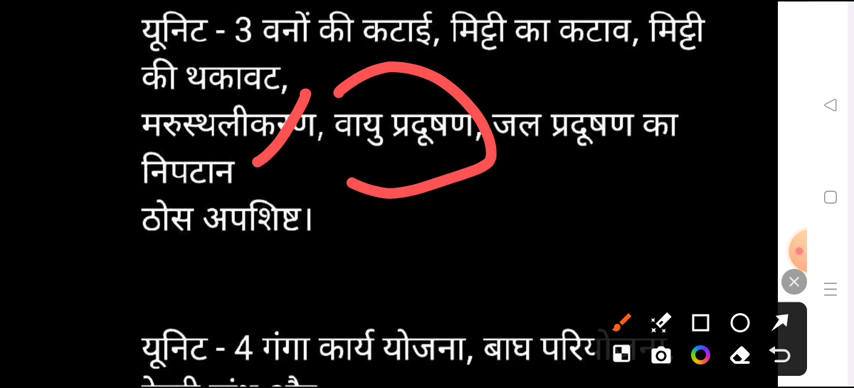 यूनिट - 3 वनों की कटाई, मिट्टी का कटाव, मिट्टी
की थकावट,
मरुस्थलीकरण, वायु प्रदूषण, जल प्रदूषण का
निपटान
ठोस अपशिष्ट।
यूनिट - 4 गंगा कार्य योजना, बाघ परियोजना,